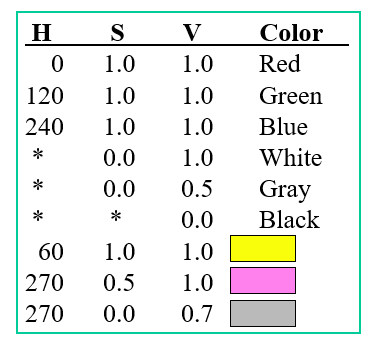 H S V Color
0 1.0 1.0 Red
120 1.0 1.0 Green
240 1.0 1.0 Blue
* 0.0 1.0 White
* 0.0 0.5 Gray
* * 0.0 Black
60 1.0 1.0
270 0.5 1.0
270 0.0 0.7